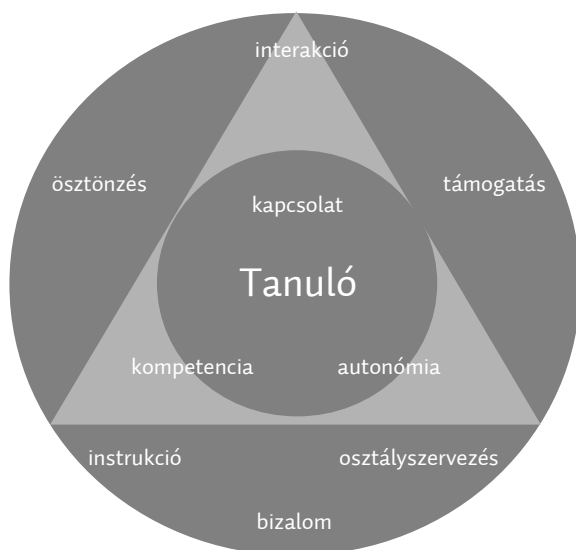 interakció
ösztönzés
támogatás
kapcsolat
Tanuló
kompetencia
autonómia
instrukció
osztályszervezés
bizalom